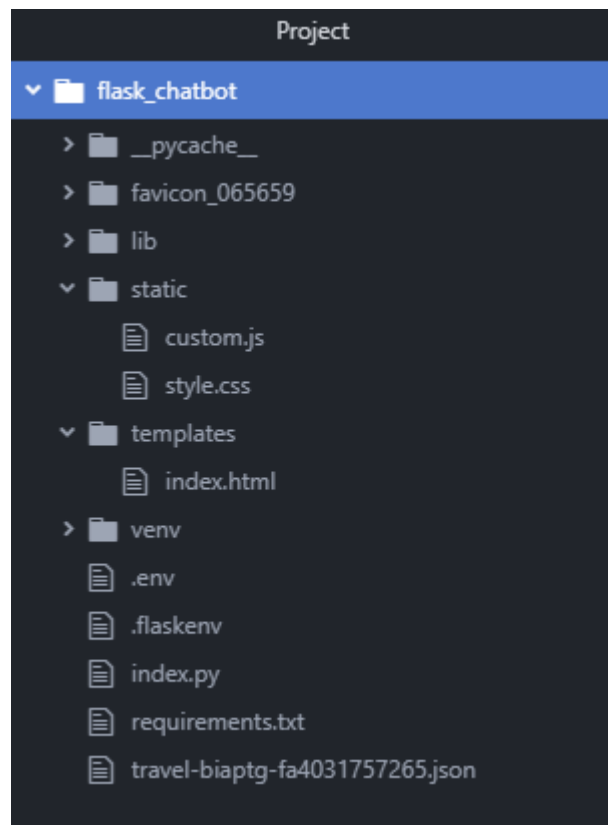 Project
flask_chatbot
__pycache__
favicon_065659
lib
static
custom.js
style.css
templates
index.html
venv
.env
.flaskenv
index.py
requirements.txt
travel-biaptg-fa4031757265.json